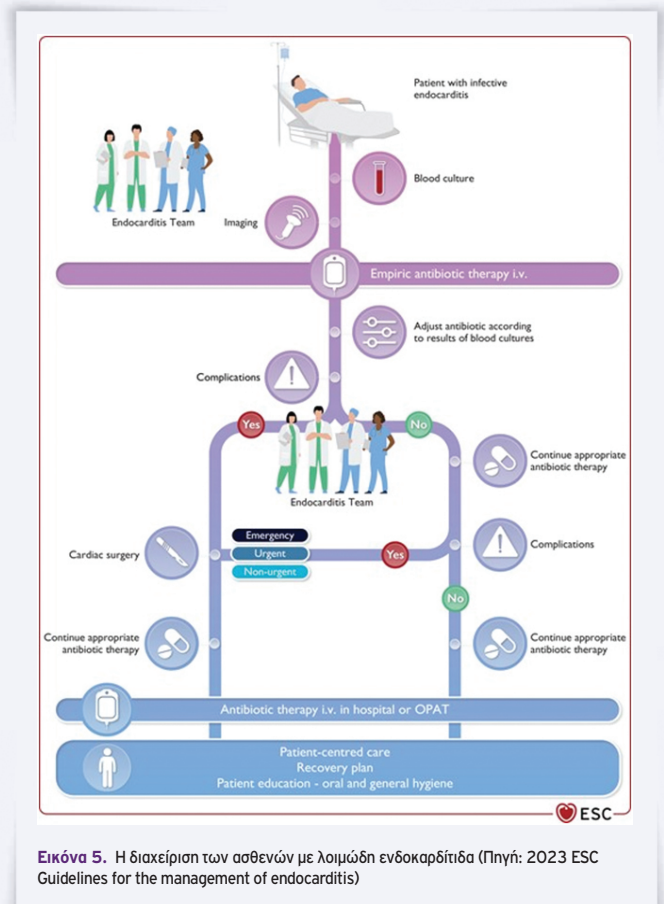 Patient with infective
endocarditis
Blood culture
Endocarditis Team
Imaging
Empiric antibiotic therapy i.v.
Adjust antibiotic according
to results of blood cultures
Complications
Yes
No
Endocarditis Team
Continue appropriate
antibiotic therapy
Cardiac surgery
Emergency
Urgent
Non-urgent
Yes
Complications
No
Continue appropriate
antibiotic therapy
Continue appropriate
antibiotic therapy
Antibiotic therapy i.v. in hospital or OPAT
Patient-centred care
Recovery plan
Patient education - oral and general hygiene
ESC
Εικόνα 5. Η διαχείριση των ασθενών με λοιμώδη ενδοκαρδίτιδα (Πηγή: 2023 ESC
Guidelines for the management of endocarditis)